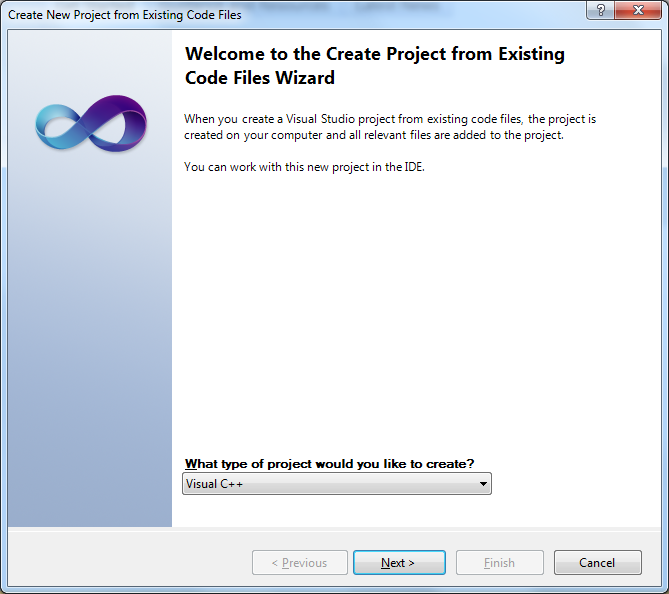 Create New Project from Existing Code Files
?
Welcome to the Create Project from Existing
Code Files Wizard
When you create a Visual Studio project from existing code files, the project is
created on your computer and all relevant files are added to the project.
You can work with this new project in the IDE.
What type of project would you like to create?
Visual C++
< Previous
Next >
Finish
Cancel